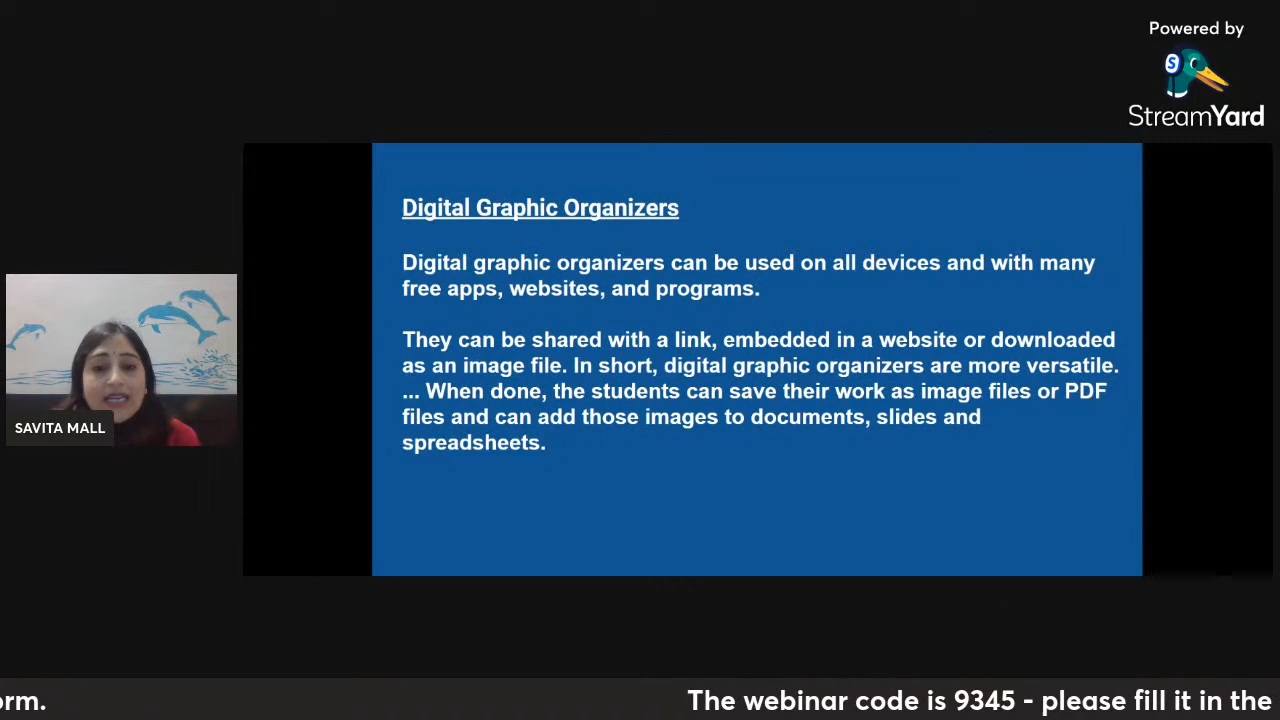 Powered by
S
StreamYard
Digital Graphic Organizers
Digital graphic organizers can be used on all devices and with many
free apps, websites, and programs.
They can be shared with a link, embedded in a website or downloaded
as an image file. In short, digital graphic organizers are more versatile.
... When done, the students can save their work as image files or PDF
files and can add those images to documents, slides and
spreadsheets.
SAVITA MALL
orm.
The webinar code is 9345 - please fill it in the